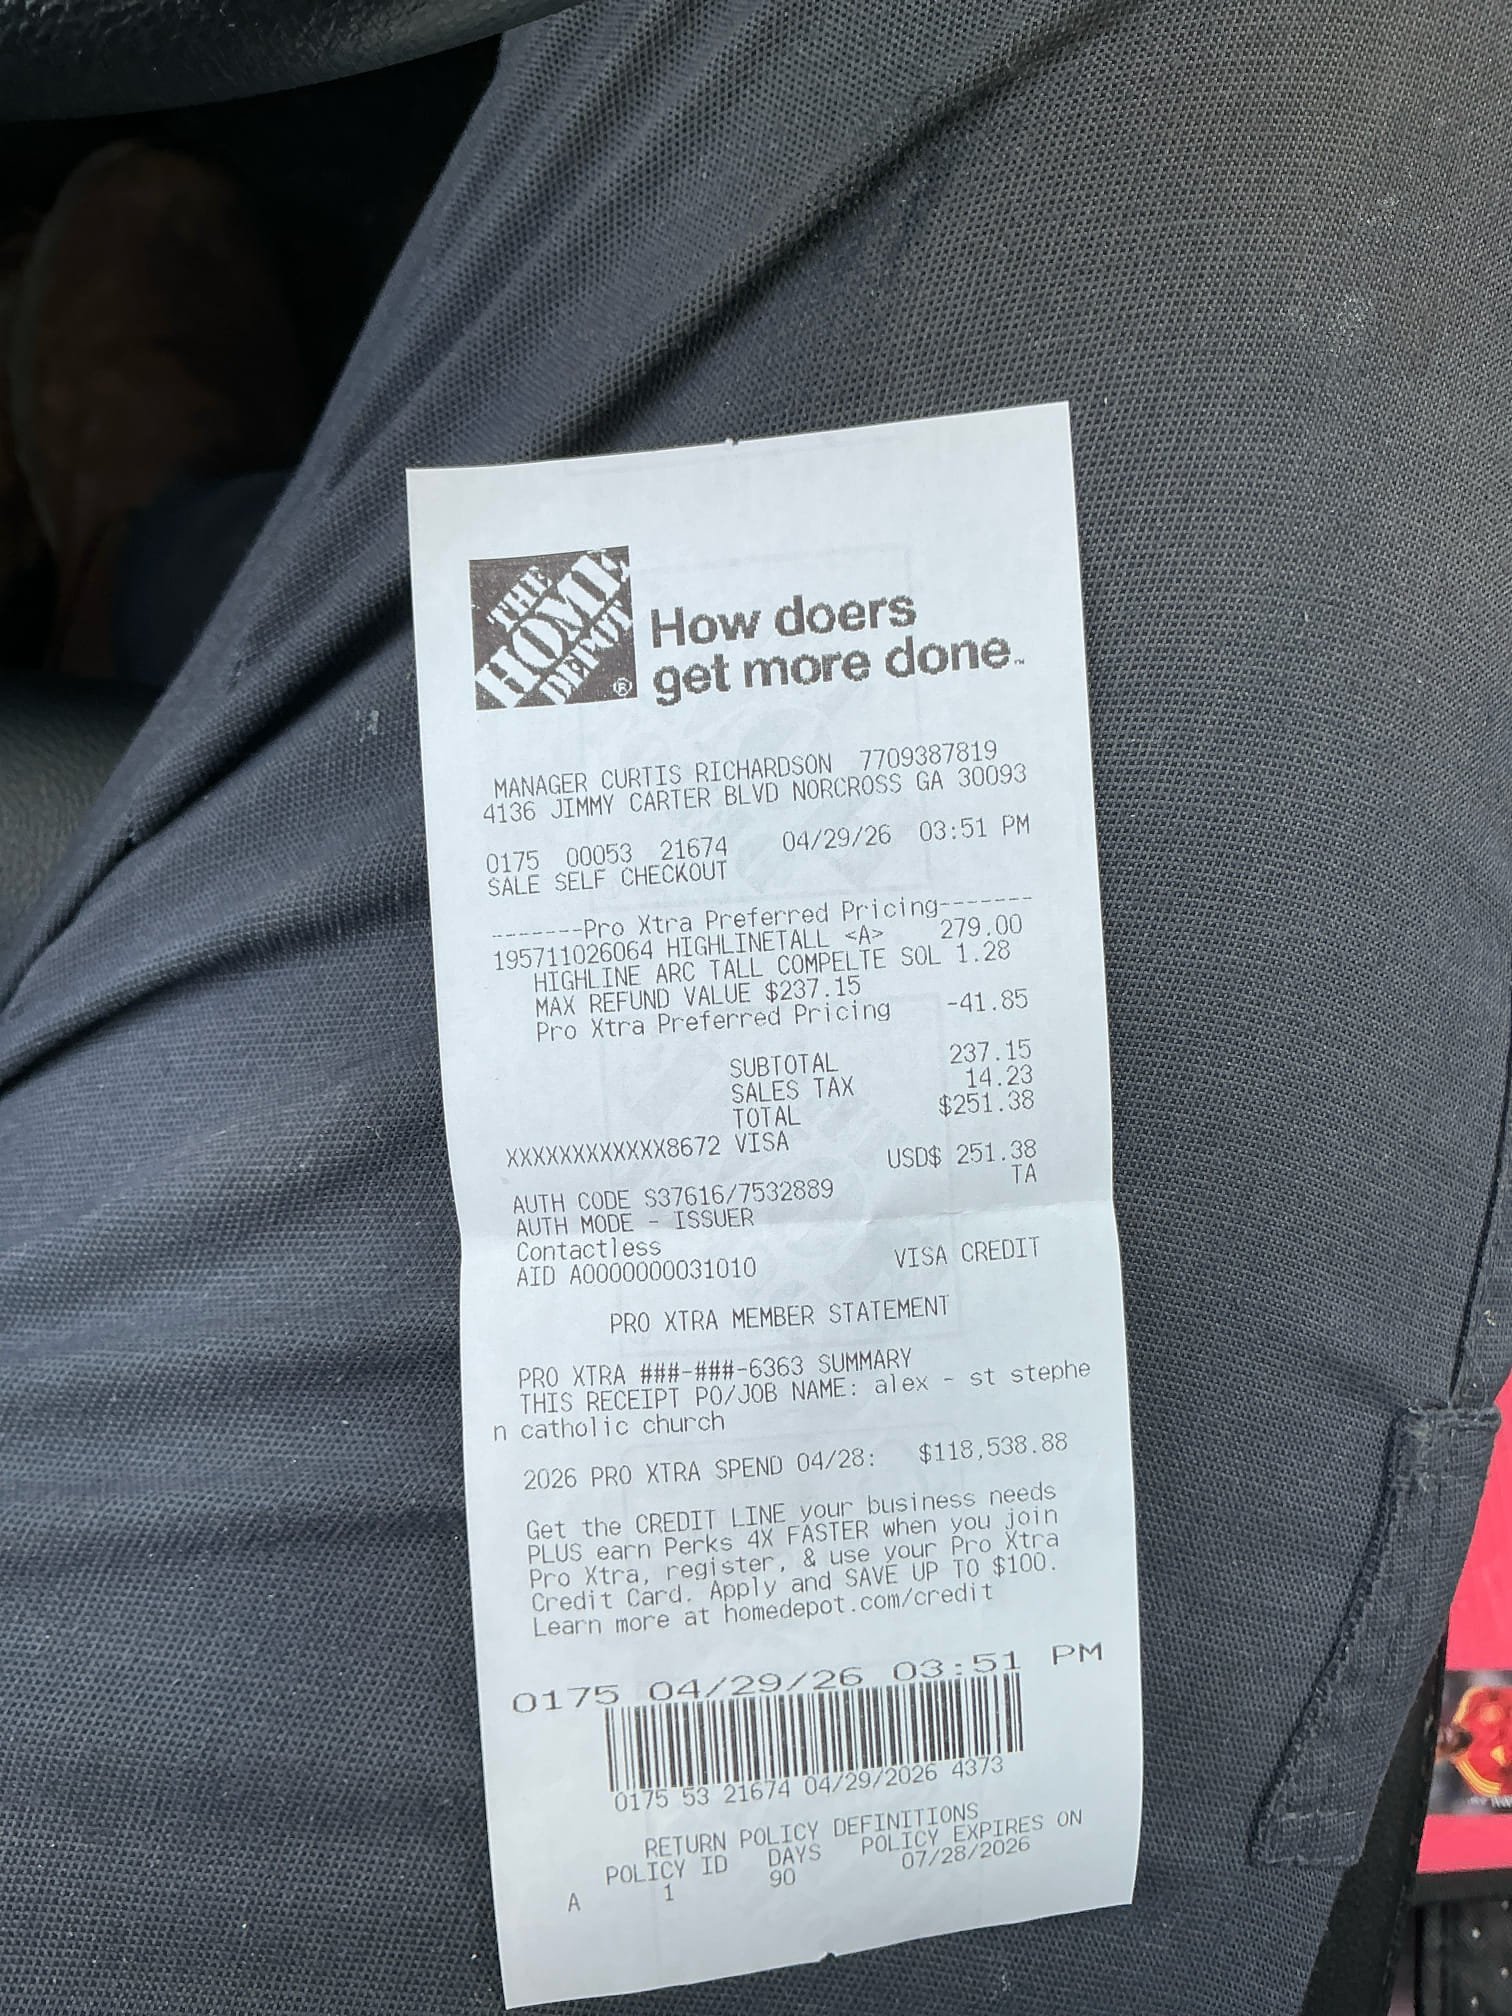 THE
HOME
DEPOT
®
How doers
get more done™
MANAGER CURTIS RICHARDSON 7709387819
4136 JIMMY CARTER BLVD NORCROSS GA 30093
0175 00053 21674 04/29/26 03:51 PM
SALE SELF CHECKOUT
-------Pro Xtra Preferred Pricing-------
195711026064 HIGHLINETALL <A> 279.00
HIGHLINE ARC TALL COMPELTE SOL 1.28
MAX REFUND VALUE $237.15
Pro Xtra Preferred Pricing -41.85
SUBTOTAL 237.15
SALES TAX 14.23
TOTAL $251.38
XXXXXXXXXXXX8672 VISA
USD$ 251.38
AUTH CODE S37616/7532889 TA
AUTH MODE - ISSUER
Contactless
AID A0000000031010 VISA CREDIT
PRO XTRA MEMBER STATEMENT
PRO XTRA ###-###-6363 SUMMARY
THIS RECEIPT PO/JOB NAME: alex - st stephe
n catholic church
2026 PRO XTRA SPEND 04/28: $118,538.88
Get the CREDIT LINE your business needs
PLUS earn Perks 4X FASTER when you join
Pro Xtra, register, & use your Pro Xtra
Credit Card. Apply and SAVE UP TO $100.
Learn more at homedepot.com/credit
0175 04/29/26 03:51 PM
0175 53 21674 04/29/2026 4373
RETURN POLICY DEFINITIONS
POLICY ID DAYS POLICY EXPIRES ON
A 1 90 07/28/2026